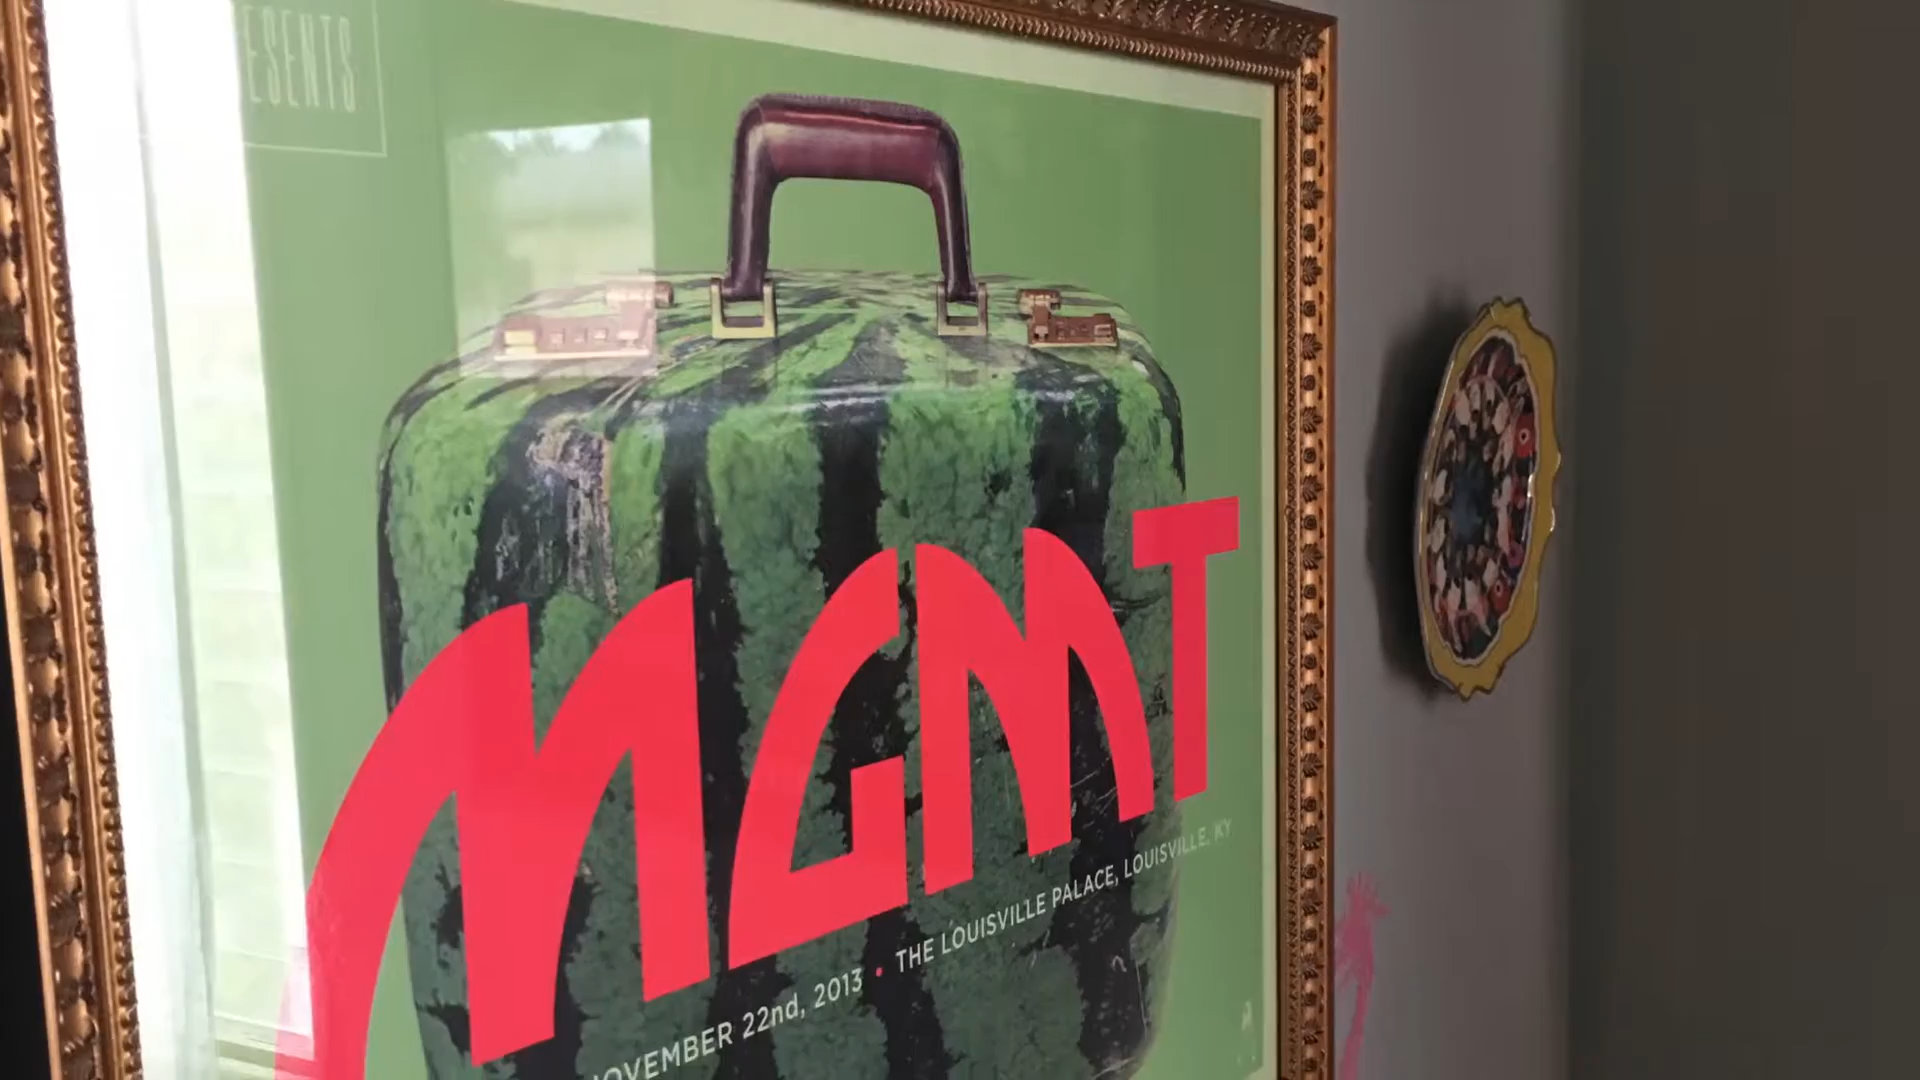 ESENTS
MGMT
NOVEMBER 22nd, 2013 • THE LOUISVILLE PALACE, LOUISVILLE, KY